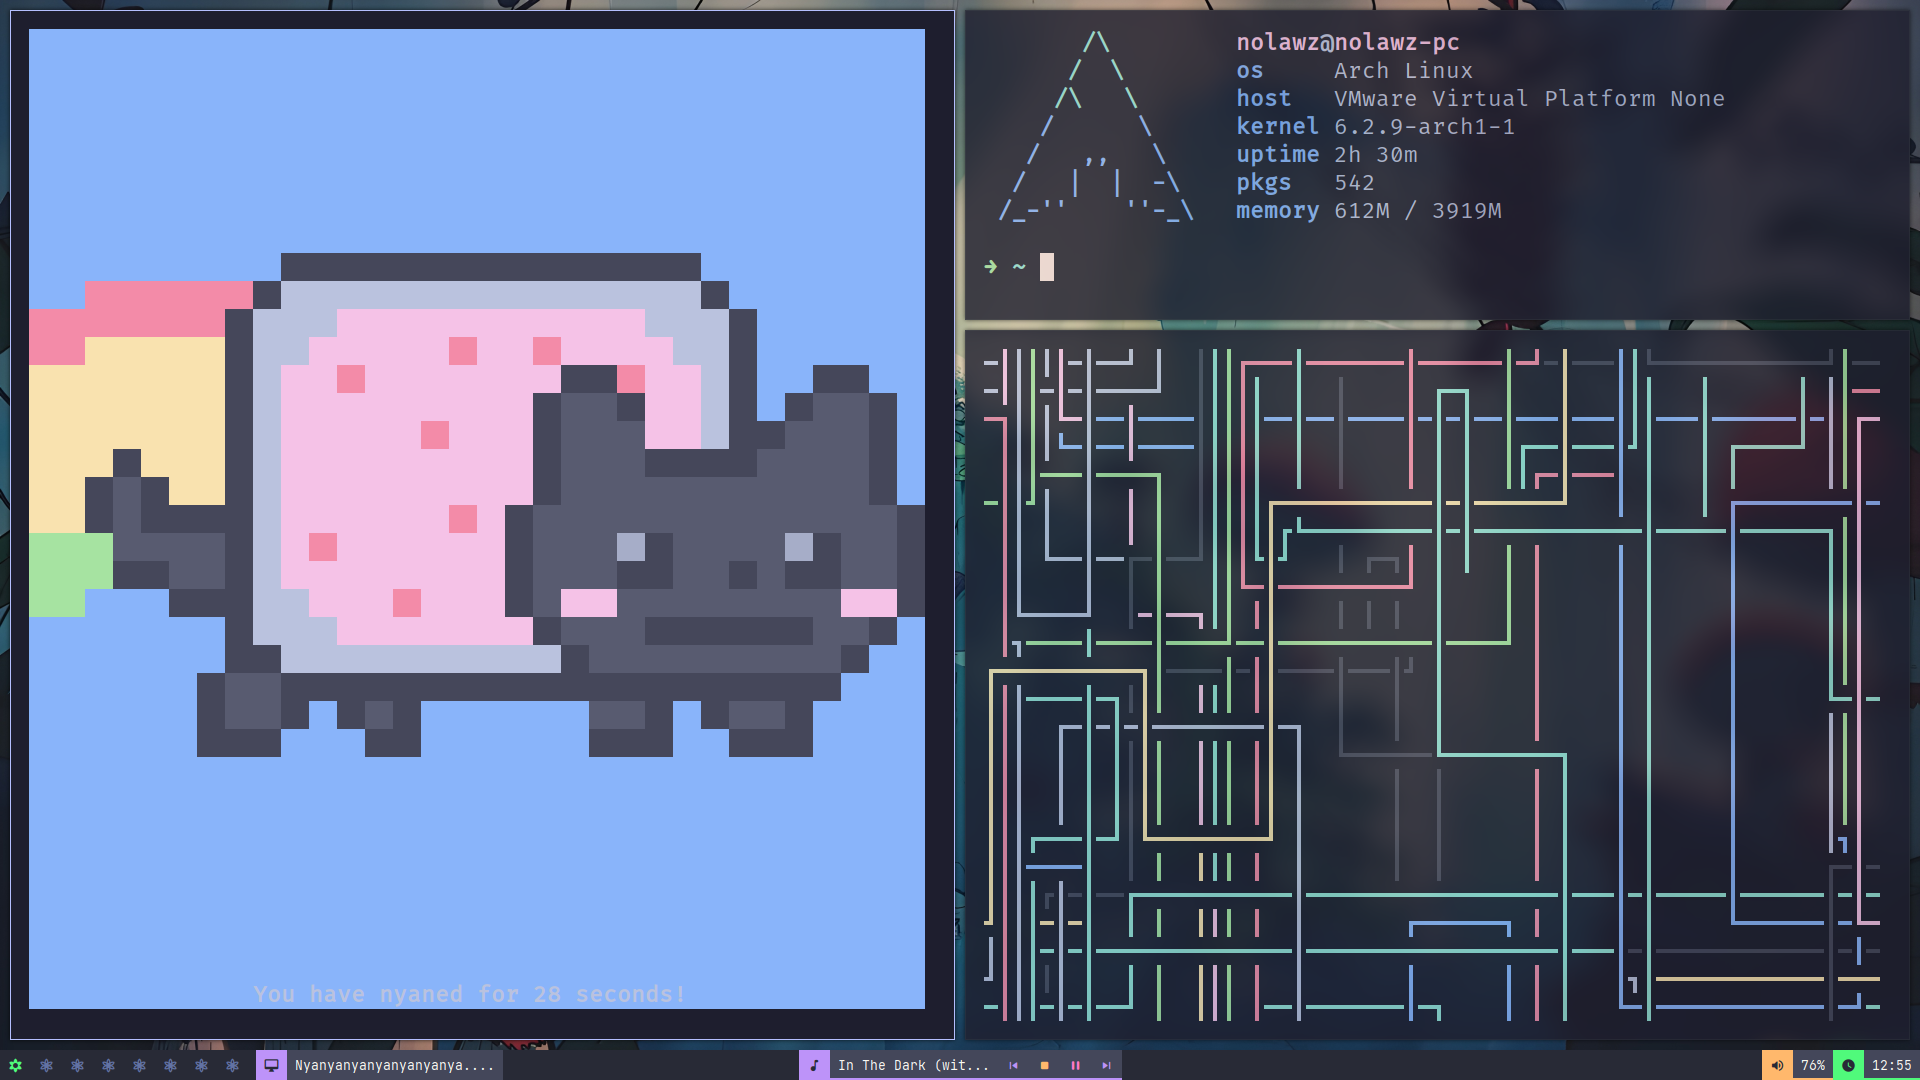 You have nyaned for 28 seconds!
nolawz@nolawz-pc
os Arch Linux
host VMware Virtual Platform None
kernel 6.2.9-arch1-1
uptime 2h 30m
pkgs 542
memory 612M / 3919M
→ ~
Nyanyanyanyanyanyanya....
In The Dark (wit...
76%
12:55